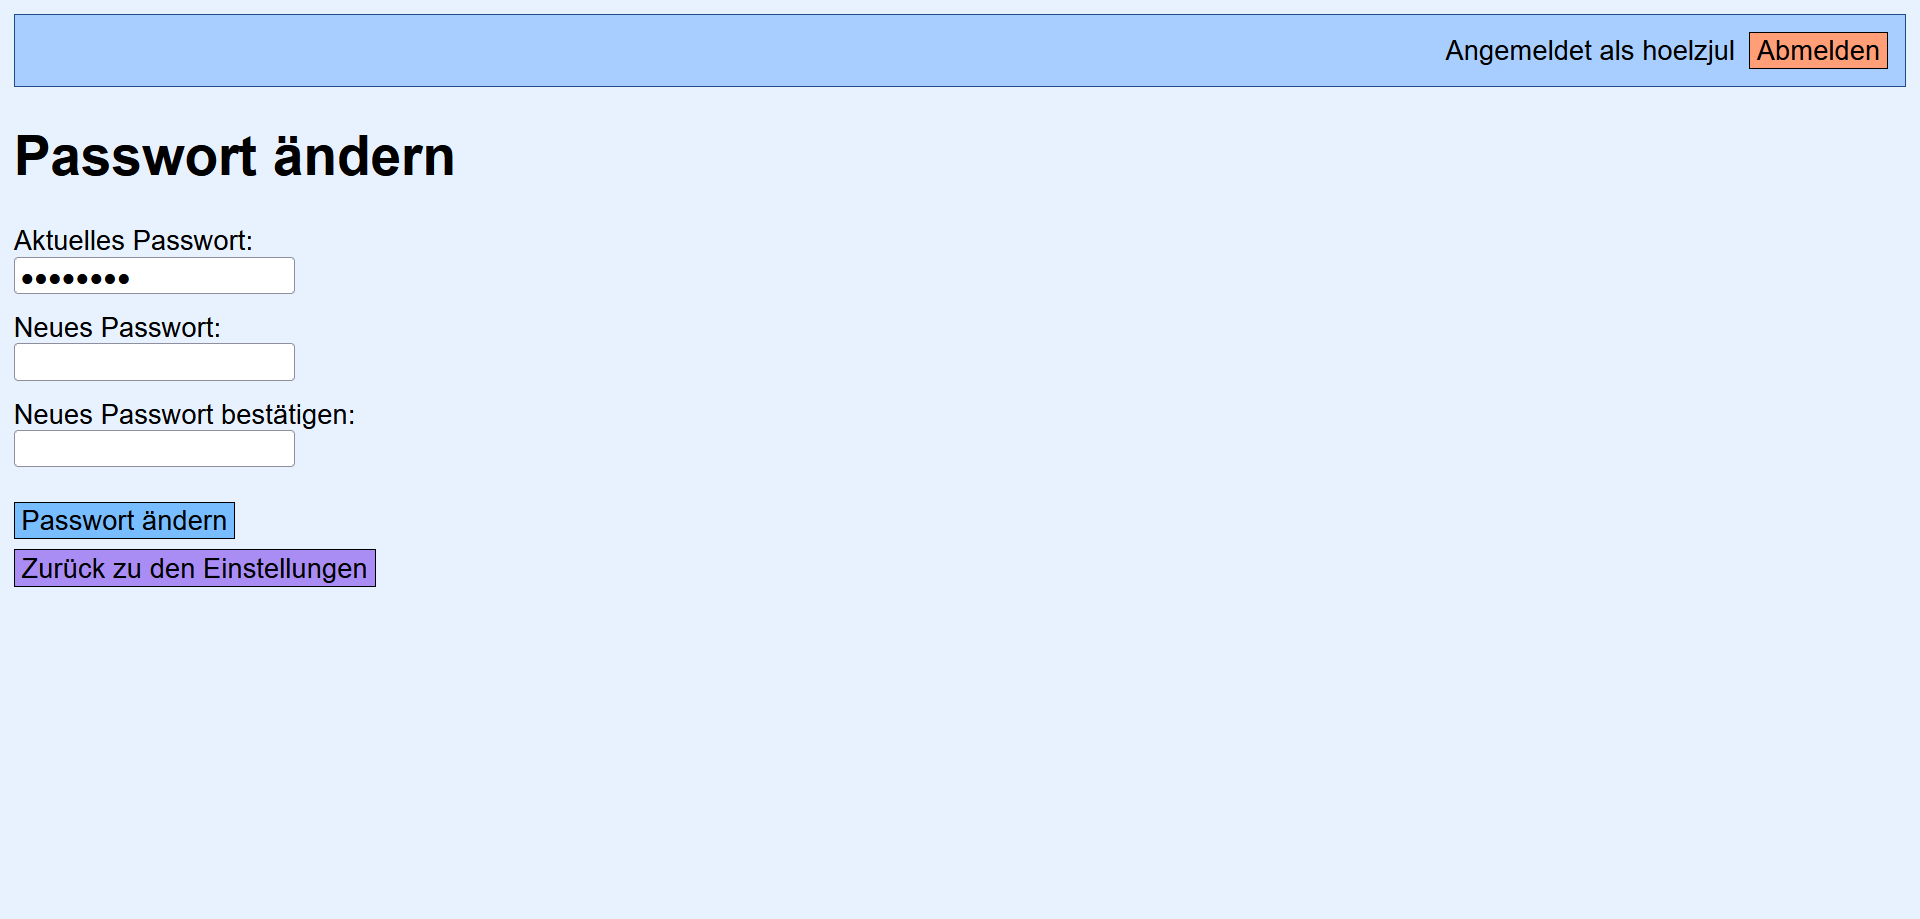 Angemeldet als hoelzjul Abmelden
Passwort ändern
Aktuelles Passwort:
••••••••
Neues Passwort:
Neues Passwort bestätigen:
Passwort ändern
Zurück zu den Einstellungen